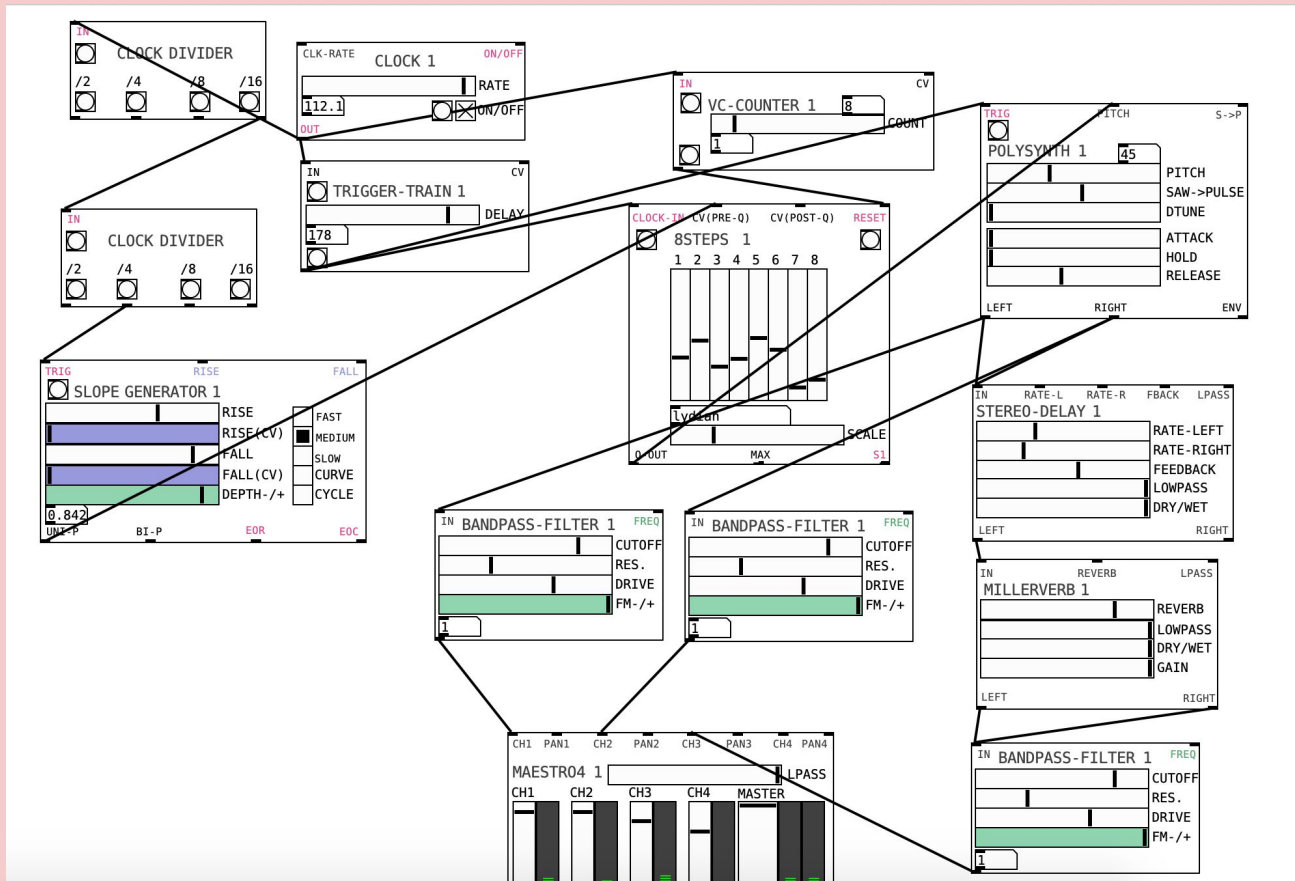 IN
CLOCK DIVIDER
/2 /4 /8 /16
CLK-RATE ON/OFF
CLOCK 1
RATE
112.1
ON/OFF
OUT
IN CV
TRIGGER-TRAIN 1
DELAY
178
IN CV
VC-COUNTER 1 8
COUNT
1
TRIG PITCH S->P
POLYSYNTH 1 45
PITCH
SAW->PULSE
DTUNE
ATTACK
HOLD
RELEASE
LEFT RIGHT ENV
IN
CLOCK DIVIDER
/2 /4 /8 /16
CLOCK-IN CV(PRE-Q) CV(POST-Q) RESET
8STEPS 1
1 2 3 4 5 6 7 8
lydian
SCALE
Q-OUT MAX S1
TRIG RISE FALL
SLOPE GENERATOR 1
RISE
RISE(CV)
FALL
FALL(CV)
DEPTH-/+
FAST
MEDIUM
SLOW
CURVE
CYCLE
0.842
UNI-P BI-P EOR EOC
IN RATE-L RATE-R FBACK LPASS
STEREO-DELAY 1
RATE-LEFT
RATE-RIGHT
FEEDBACK
LOWPASS
DRY/WET
LEFT RIGHT
IN FREQ
BANDPASS-FILTER 1
CUTOFF
RES.
DRIVE
FM-/+
1
IN FREQ
BANDPASS-FILTER 1
CUTOFF
RES.
DRIVE
FM-/+
1
IN REVERB LPASS
MILLERVERB 1
REVERB
LOWPASS
DRY/WET
GAIN
LEFT RIGHT
CH1 PAN1 CH2 PAN2 CH3 PAN3 CH4 PAN4
MAESTRO4 1 LPASS
CH1 CH2 CH3 CH4 MASTER
IN FREQ
BANDPASS-FILTER 1
CUTOFF
RES.
DRIVE
FM-/+
1